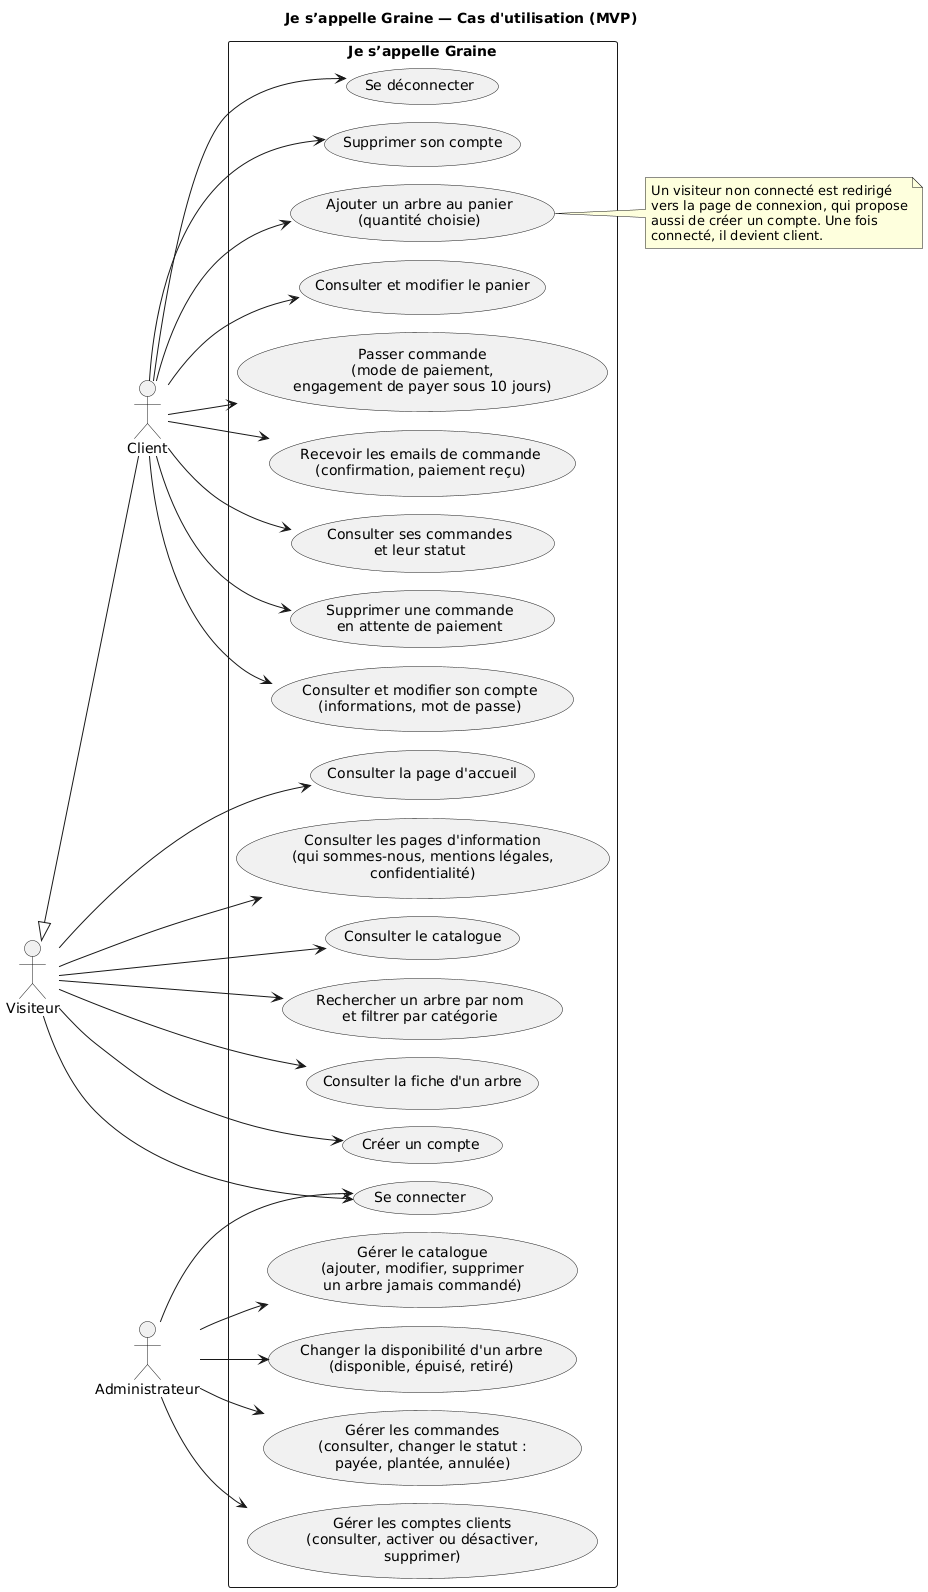 Je s’appelle Graine — Cas d'utilisation (MVP)
Je s’appelle Graine
Se déconnecter
Supprimer son compte
Ajouter un arbre au panier
(quantité choisie)
Un visiteur non connecté est redirigé
vers la page de connexion, qui propose
aussi de créer un compte. Une fois
connecté, il devient client.
Consulter et modifier le panier
Passer commande
(mode de paiement,
engagement de payer sous 10 jours)
Client
Recevoir les emails de commande
(confirmation, paiement reçu)
Consulter ses commandes
et leur statut
Supprimer une commande
en attente de paiement
Consulter et modifier son compte
(informations, mot de passe)
Consulter la page d'accueil
Consulter les pages d'information
(qui sommes-nous, mentions légales,
confidentialité)
Consulter le catalogue
Visiteur
Rechercher un arbre par nom
et filtrer par catégorie
Consulter la fiche d'un arbre
Créer un compte
Se connecter
Gérer le catalogue
(ajouter, modifier, supprimer
un arbre jamais commandé)
Administrateur
Changer la disponibilité d'un arbre
(disponible, épuisé, retiré)
Gérer les commandes
(consulter, changer le statut :
payée, plantée, annulée)
Gérer les comptes clients
(consulter, activer ou désactiver,
supprimer)